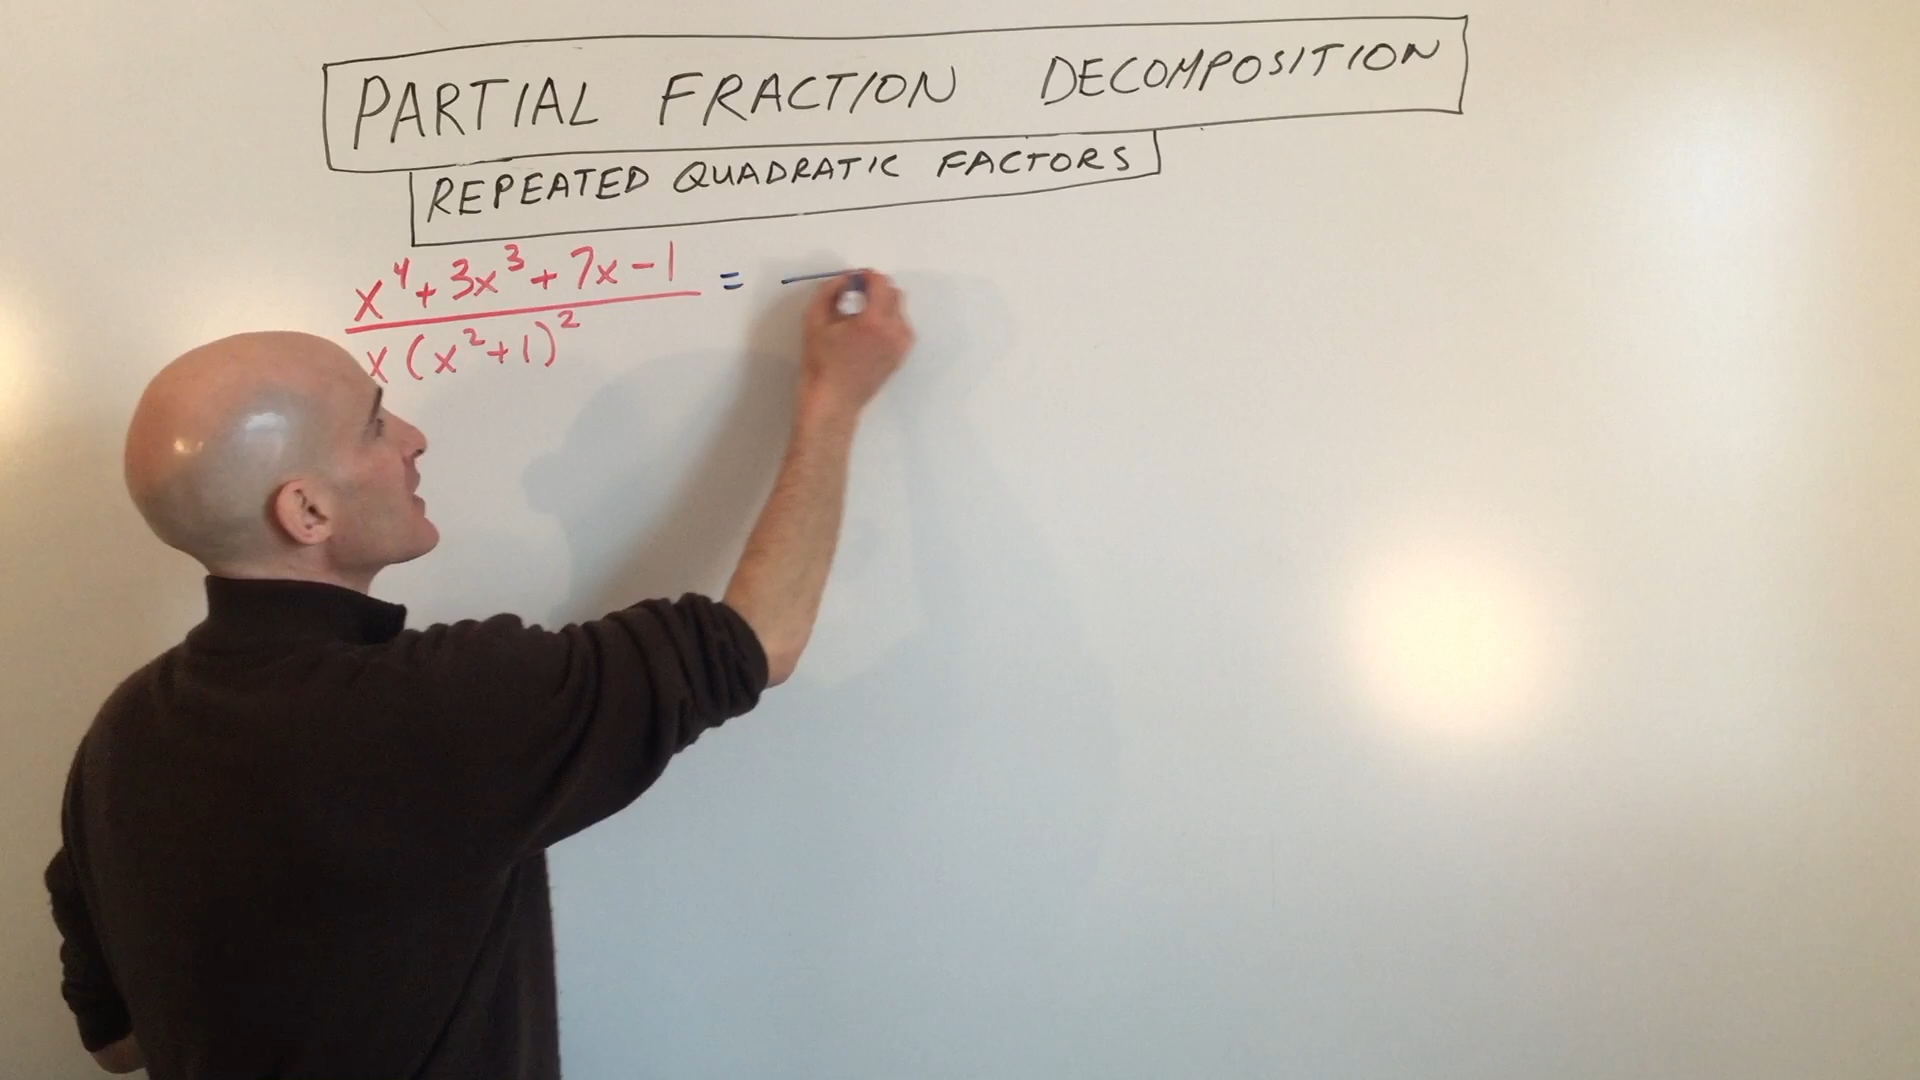 PARTIAL FRACTION DECOMPOSITION
REPEATED QUADRATIC FACTORS
x⁴+3x³+7x-1 =
x(x²+1)²